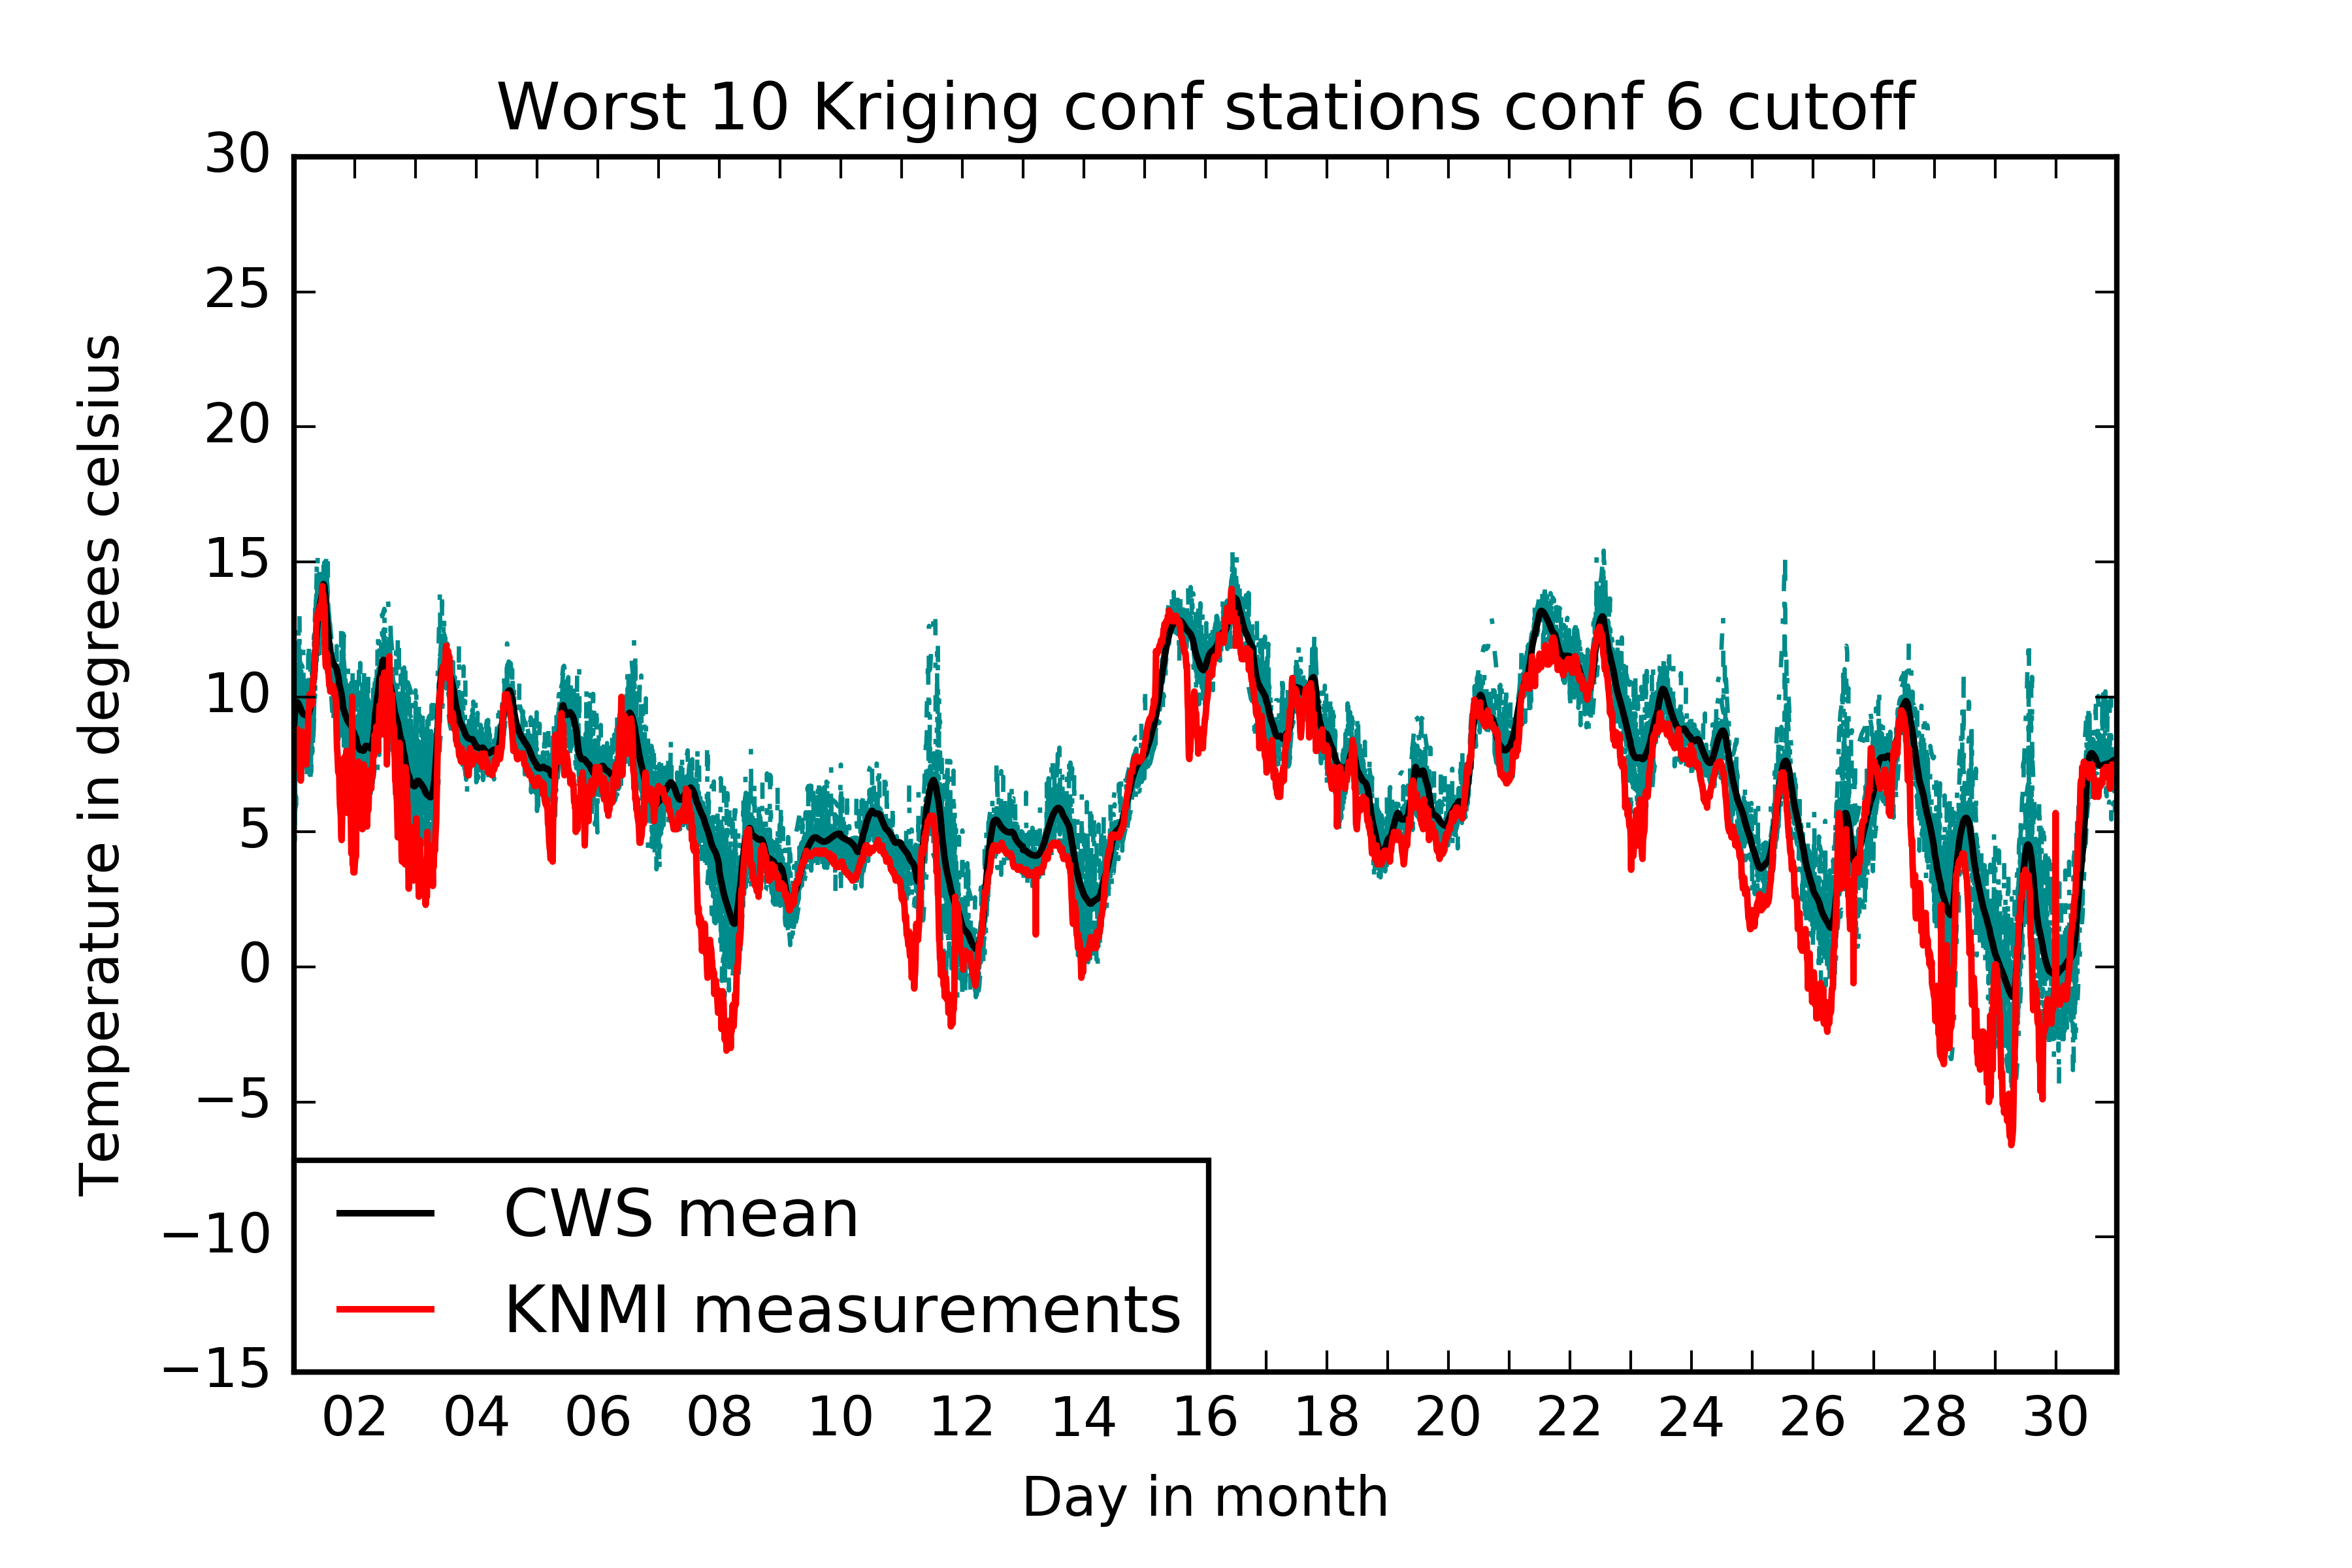 Worst 10 Kriging conf stations conf 6 cutoff
30
25
20
15
10
5
0
−5
−10
−15
Temperature in degrees celsius
CWS mean
KNMI measurements
02 04 06 08 10 12 14 16 18 20 22 24 26 28 30
Day in month